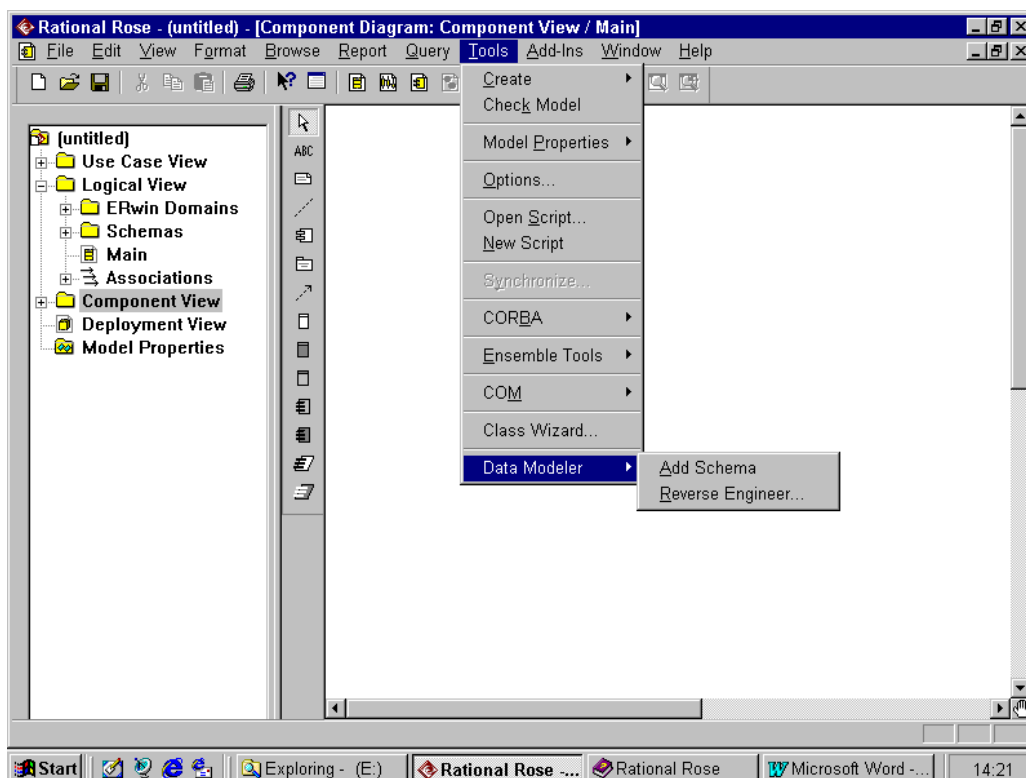 Rational Rose - (untitled) - [Component Diagram: Component View / Main]
File Edit View Format Browse Report Query Tools Add-Ins Window Help
(untitled)
Use Case View
Logical View
ERwin Domains
Schemas
Main
Associations
Component View
Deployment View
Model Properties
ABC
Create
Check Model
Model Properties
Options...
Open Script...
New Script
Synchronize...
CORBA
Ensemble Tools
COM
Class Wizard...
Data Modeler
Add Schema
Reverse Engineer...
Start Exploring - (E:) Rational Rose -... Rational Rose Microsoft Word -... 14:21